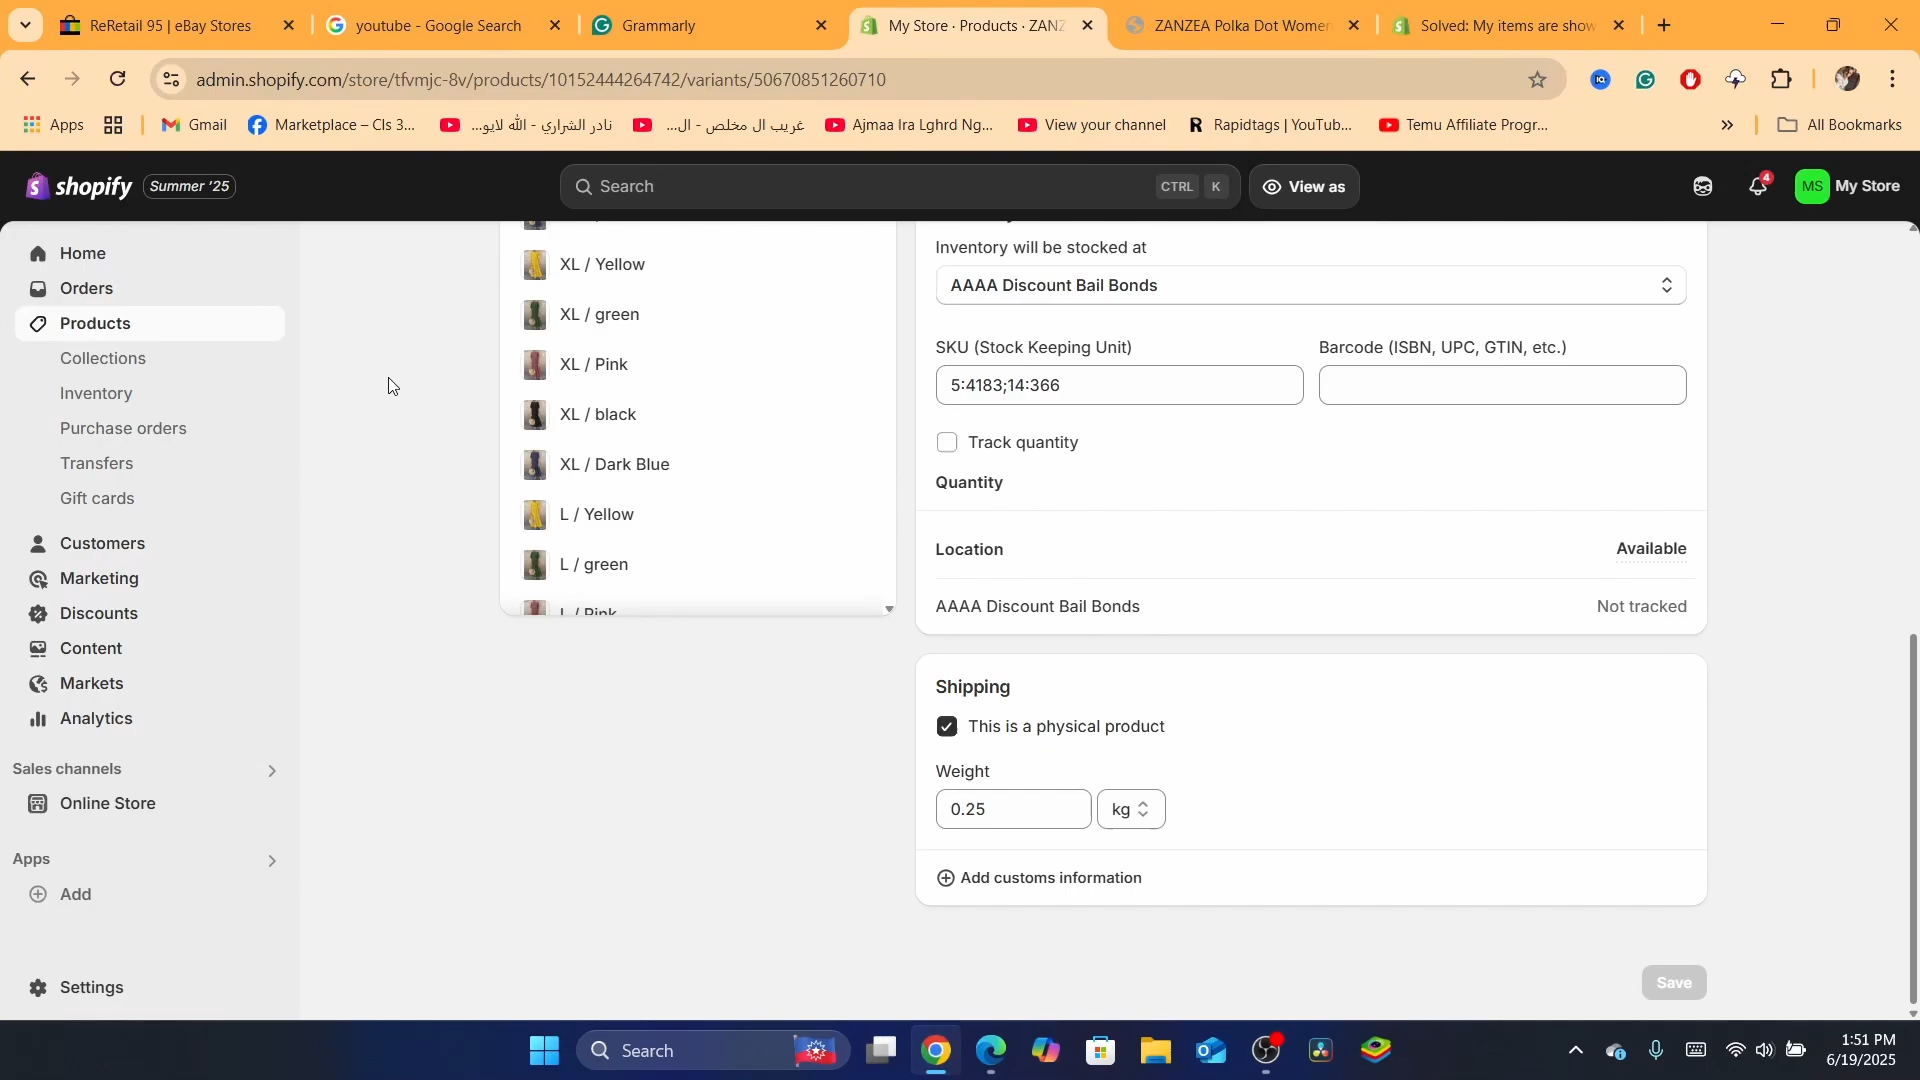 ReRetail 95 | eBay Stores
youtube - Google Search
Grammarly
My Store · Products · ZANZ
ZANZEA Polka Dot Women
Solved: My items are show
admin.shopify.com/store/tfvmjc-8v/products/10152444264742/variants/50670851260710
Apps
Gmail
Marketplace – Cls 3...
نادر الشراري - الله لايو...
غريب ال مخلص - ال...
Ajmaa Ira Lghrd Ng...
View your channel
Rapidtags | YouTub...
Temu Affiliate Progr...
All Bookmarks
shopify
Summer '25
Search
CTRL K
View as
4
MS
My Store
Home
Orders
Products
Collections
Inventory
Purchase orders
Transfers
Gift cards
Customers
Marketing
Discounts
Content
Markets
Analytics
Sales channels
Online Store
Apps
Add
Settings
XL / Yellow
XL / green
XL / Pink
XL / black
XL / Dark Blue
L / Yellow
L / green
L / Pink
Inventory will be stocked at
AAAA Discount Bail Bonds
SKU (Stock Keeping Unit)
Barcode (ISBN, UPC, GTIN, etc.)
5:4183;14:366
Track quantity
Quantity
Location
Available
AAAA Discount Bail Bonds
Not tracked
Shipping
This is a physical product
Weight
0.25
kg
Add customs information
Save
Search
1:51 PM
6/19/2025